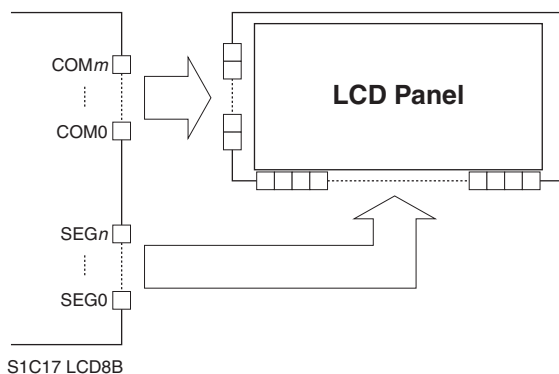 COMm
COM0
LCD Panel
SEGn
SEG0
S1C17 LCD8B